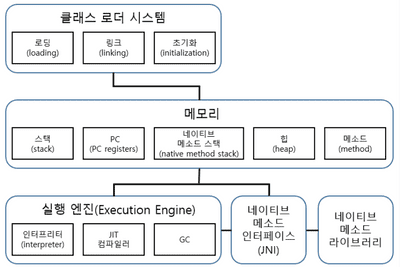 클래스 로더 시스템
로딩
(loading)
링크
(linking)
초기화
(initialization)
메모리
스택
(stack)
PC
(PC registers)
네이티브
메소드 스택
(native method stack)
힙
(heap)
메소드
(method)
실행 엔진(Execution Engine)
인터프리터
(interpreter)
JIT
컴파일러
GC
네이티브
메소드
인터페이스
(JNI)
네이티브
메소드
라이브러리